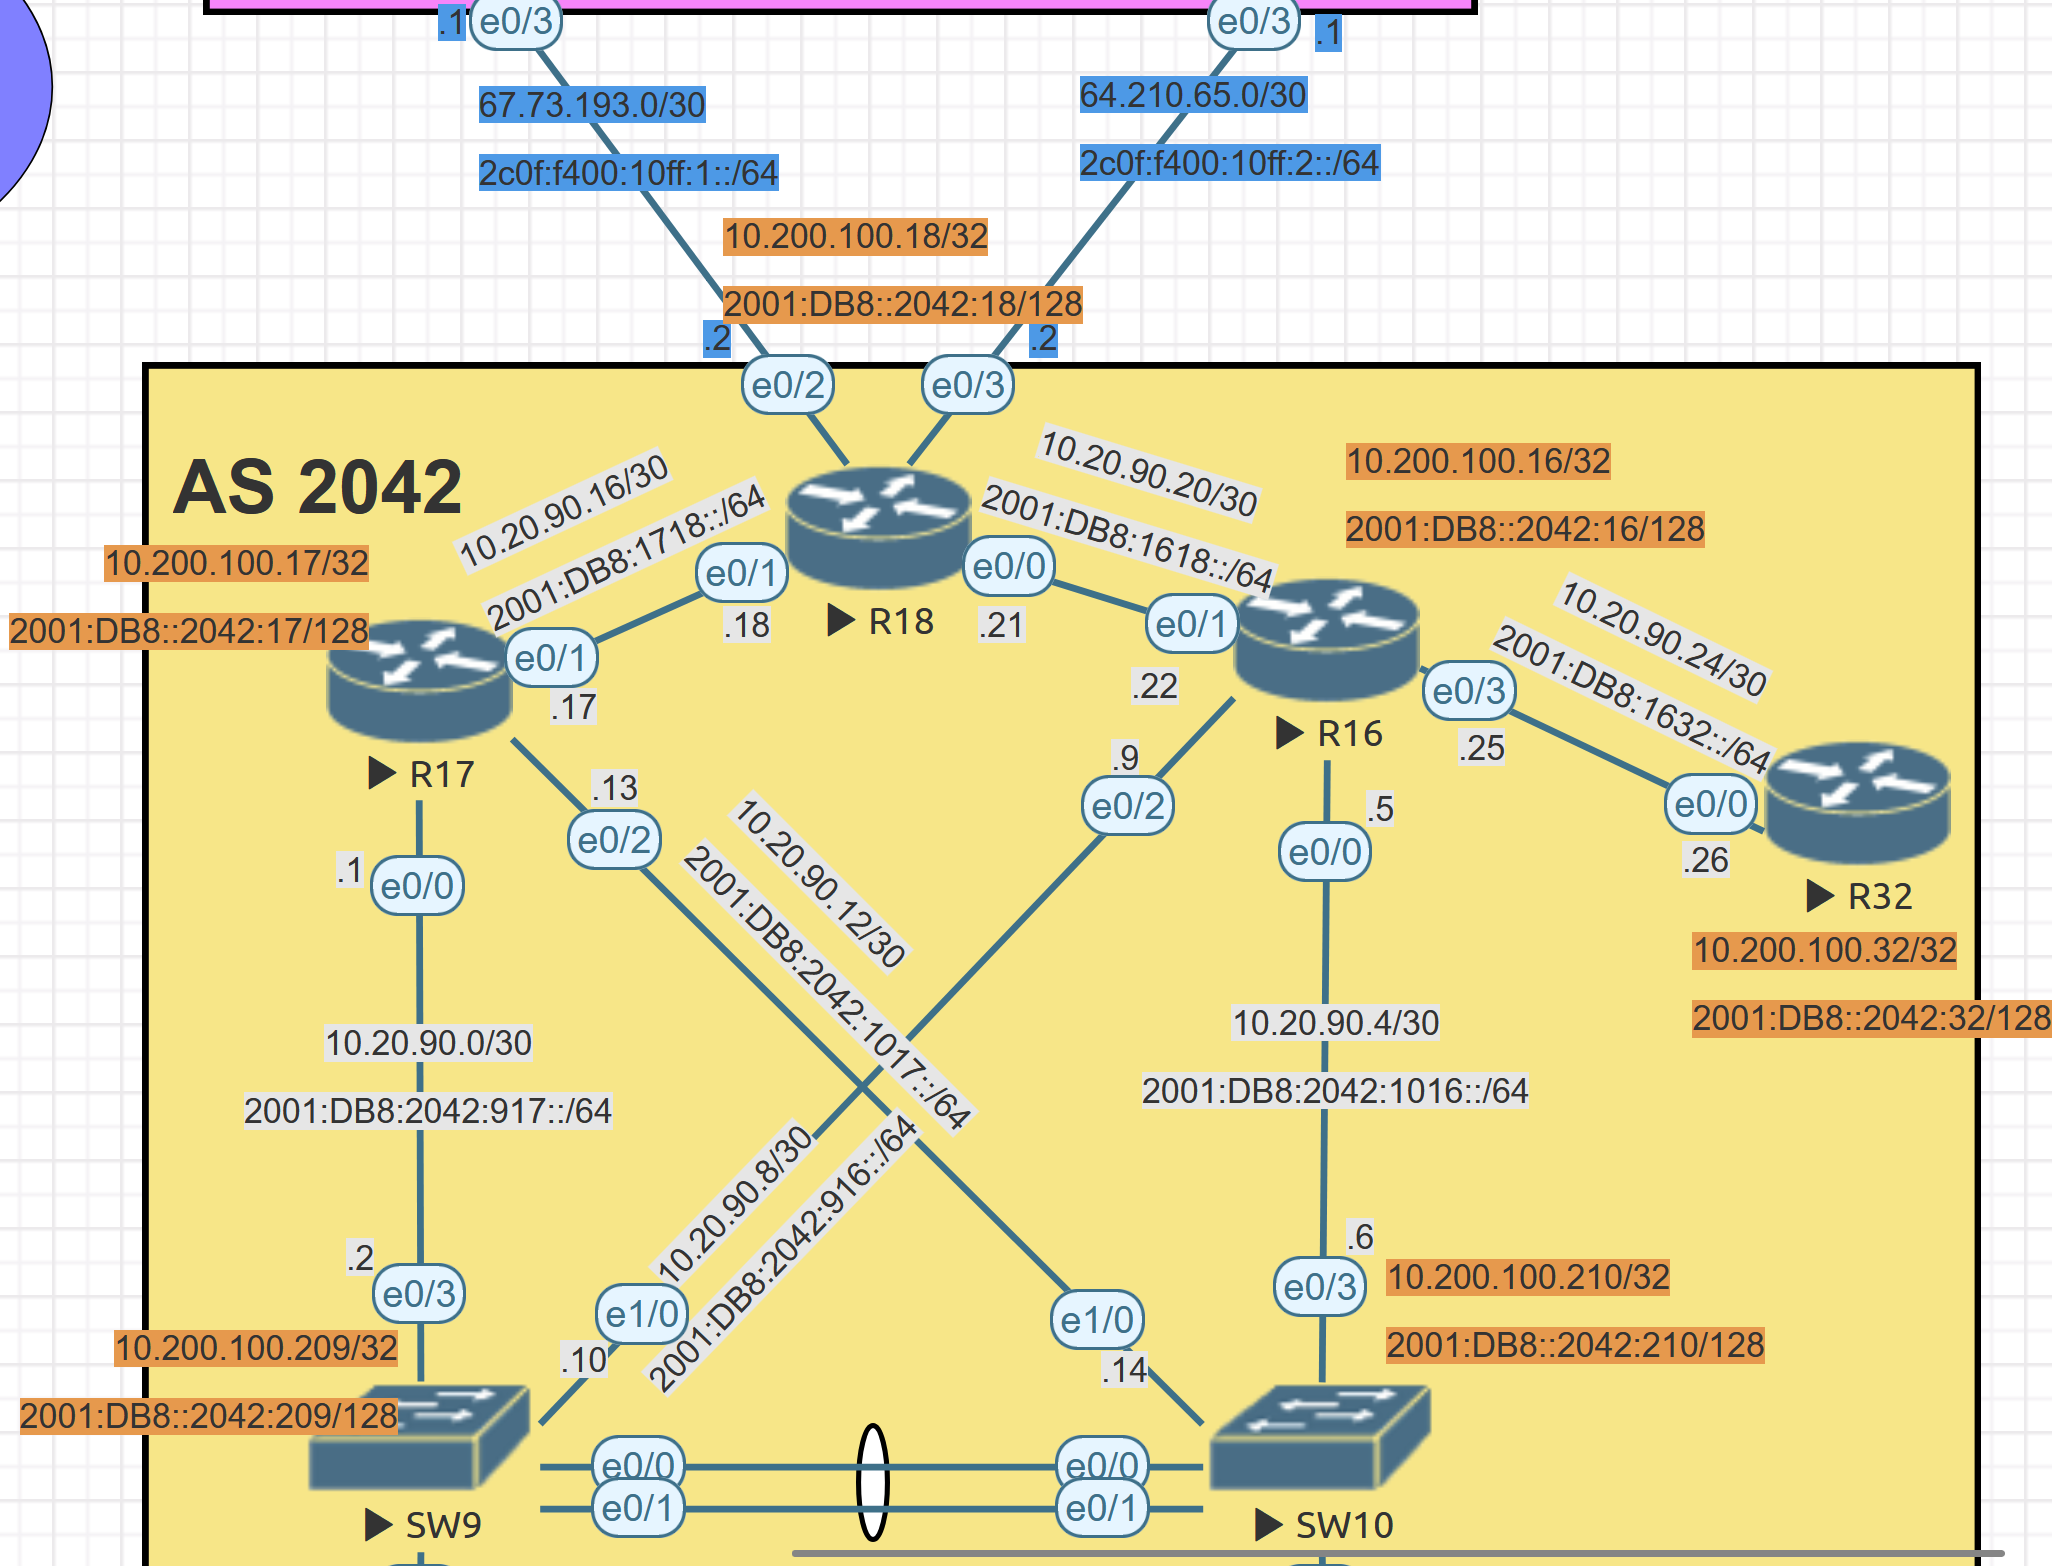 .1
e0/3
e0/3
.1
67.73.193.0/30
64.210.65.0/30
2c0f:f400:10ff:1::/64
2c0f:f400:10ff:2::/64
10.200.100.18/32
2001:DB8::2042:18/128
.2
.2
e0/2
e0/3
AS 2042
10.20.90.16/30
2001:DB8:1718::/64
10.20.90.20/30
2001:DB8:1618::/64
10.200.100.16/32
2001:DB8::2042:16/128
10.200.100.17/32
2001:DB8::2042:17/128
e0/1
.18
R18
e0/0
.21
e0/1
.22
10.20.90.24/30
2001:DB8:1632::/64
e0/1
.17
R17
R16
e0/3
.25
e0/0
.26
R32
10.200.100.32/32
2001:DB8::2042:32/128
.13
e0/2
.9
e0/2
.5
e0/0
.1
e0/0
10.20.90.12/30
2001:DB8:2042:1017::/64
10.20.90.0/30
2001:DB8:2042:917::/64
10.20.90.4/30
2001:DB8:2042:1016::/64
10.20.90.8/30
2001:DB8:2042:916::/64
.2
e0/3
e1/0
.10
e1/0
.14
.6
e0/3
10.200.100.210/32
2001:DB8::2042:210/128
10.200.100.209/32
2001:DB8::2042:209/128
e0/0
e0/0
e0/1
e0/1
SW9
SW10